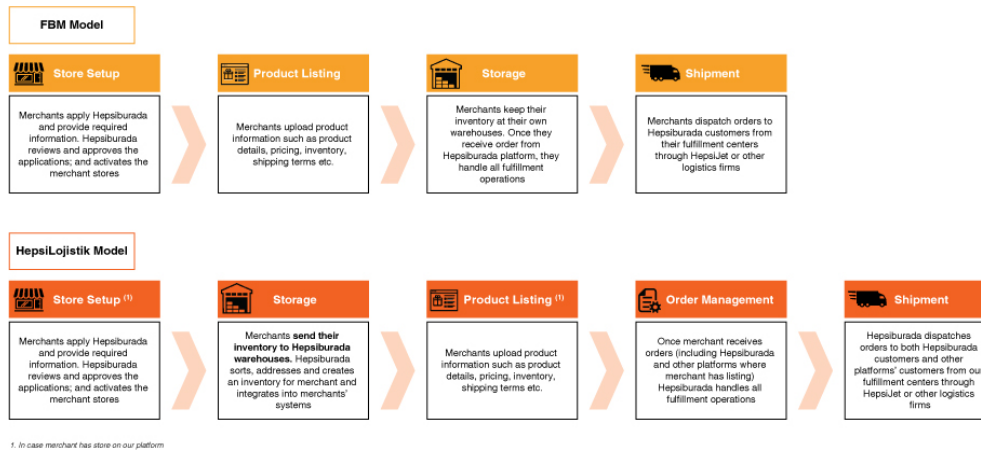 FBM Model
Store Setup
Merchants apply Hepsiburada
and provide required
information. Hepsiburada
reviews and approves the
applications; and activates the
merchant stores
Product Listing
Merchants upload product
information such as product
details, pricing, inventory,
shipping terms etc.
Storage
Merchants keep their
inventory at their own
warehouses. Once they
receive order from
Hepsiburada platform, they
handle all fulfillment
operations
Shipment
Merchants dispatch orders to
Hepsiburada customers from
their fulfillment centers
through HepsiJet or other
logistics firms
HepsiLojistik Model
Store Setup (1)
Merchants apply Hepsiburada
and provide required
information. Hepsiburada
reviews and approves the
applications; and activates the
merchant stores
Storage
Merchants send their
inventory to Hepsiburada
warehouses. Hepsiburada
sorts, addresses and creates
an inventory for merchant and
integrates into merchants'
systems
Product Listing (1)
Merchants upload product
information such as product
details, pricing, inventory,
shipping terms etc.
Order Management
Once merchant receives
orders (including Hepsiburada
and other platforms where
merchant has listing)
Hepsiburada handles all
fulfillment operations
Shipment
Hepsiburada dispatches
orders to both Hepsiburada
customers and other
platforms' customers from our
fulfillment centers through
HepsiJet or other logistics
firms
1. In case merchant has store on our platform